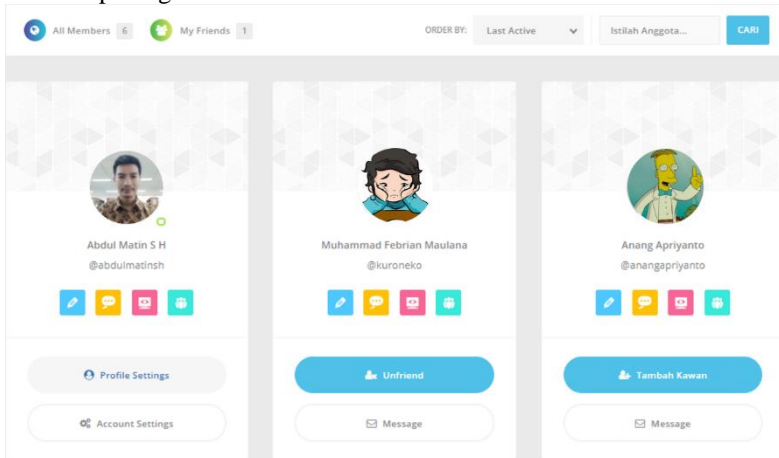 All Members 6 My Friends 1 ORDER BY: Last Active Istilah Anggota... CARI
Abdul Matin S H
@abdulmatinsh
Profile Settings
Account Settings
Muhammad Febrian Maulana
@kuroneko
Unfriend
Message
Anang Apriyanto
@anangapriyanto
Tambah Kawan
Message